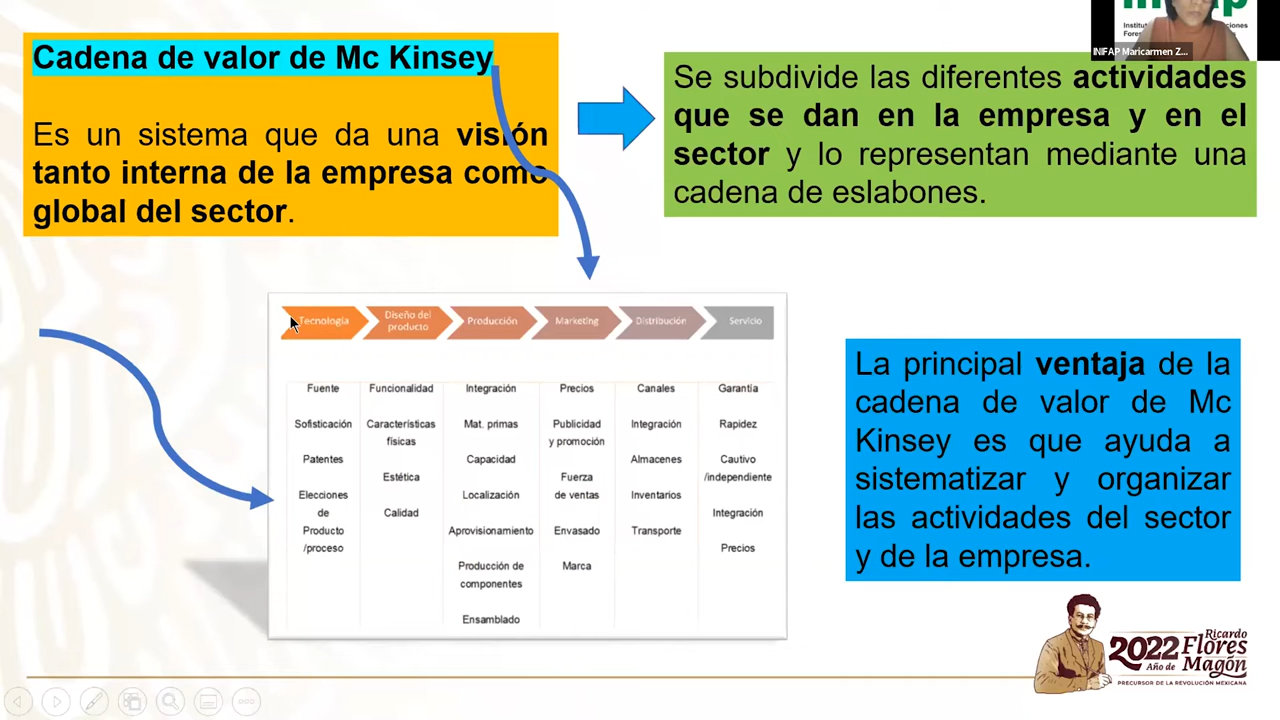 Cadena de valor de Mc Kinsey
Es un sistema que da una visión
tanto interna de la empresa como
global del sector.
Se subdivide las diferentes actividades
que se dan en la empresa y en el
sector y lo representan mediante una
cadena de eslabones.
INIFAP Maricarmen Z...
Tecnología
Diseño del
producto
Producción
Marketing
Distribución
Servicio
Fuente
Sofisticación
Patentes
Elecciones
de
Producto
/proceso
Funcionalidad
Características
físicas
Estética
Calidad
Integración
Mat. primas
Capacidad
Localización
Aprovisionamiento
Producción de
componentes
Ensamblado
Precios
Publicidad
y promoción
Fuerza
de ventas
Envasado
Marca
Canales
Integración
Almacenes
Inventarios
Transporte
Garantía
Rapidez
Cautivo
/independiente
Integración
Precios
La principal ventaja de la
cadena de valor de Mc
Kinsey es que ayuda a
sistematizar y organizar
las actividades del sector
y de la empresa.
2022
Año de
Ricardo
Flores
Magón
PRECURSOR DE LA REVOLUCIÓN MEXICANA